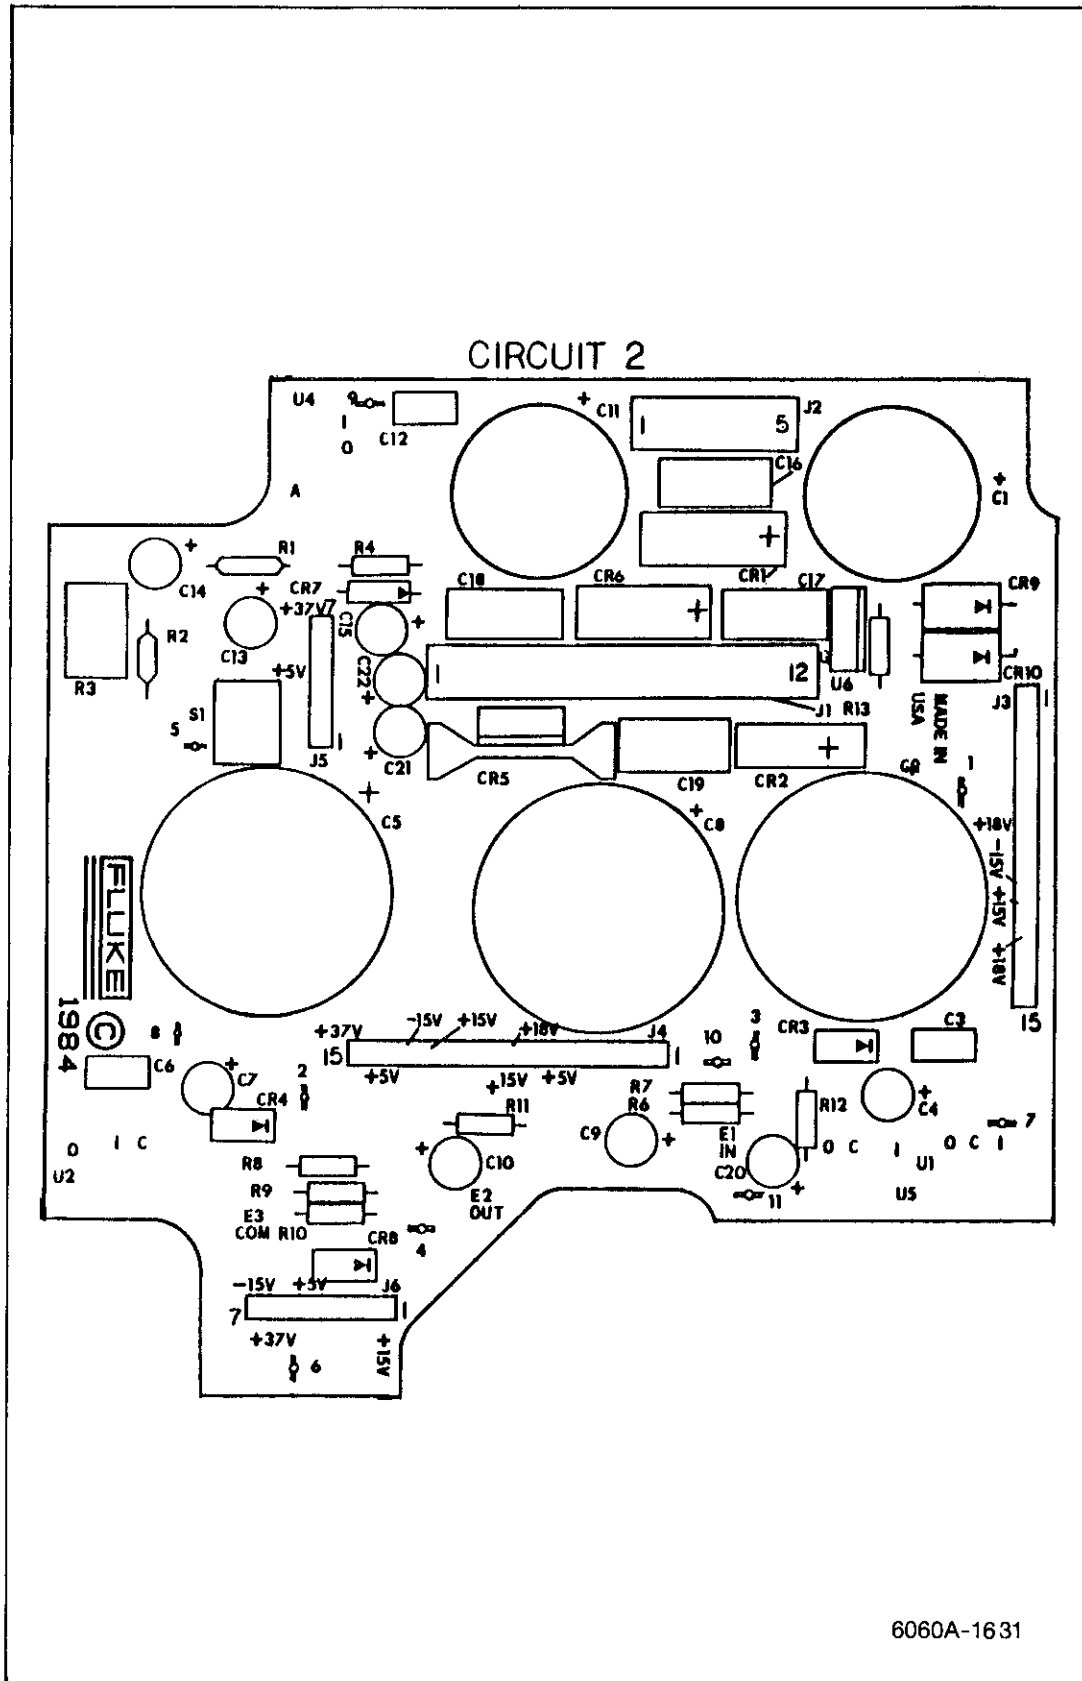 CIRCUIT 2
U4
9
I
O
C12
+
C11
I
5
J2
C16
+
C1
A
+
CR1
C14
+
R1
R4
CR7
C18
CR6
+
C17
CR9
+37V
7
C15
+
C13
+
R2
+5V
C22
+
I
12
U6
CR10
R3
S1
5
J5
I
C21
+
J1
R13
MADE IN
USA
J3
I
CR5
C19
CR2
+
1
+
C5
+
C8
+18V
-15V
+15V
+18V
FLUKE
©
1984
8
+37V
-15V
+15V
+18V
J4
15
I
+5V
+15V
+5V
10
3
CR3
C3
15
C6
C7
+
2
CR4
R11
R7
R6
C9
+
E1
IN
R12
C4
+
7
O
I
C
U2
R8
+
C10
E2
OUT
C20
+
11
O
C
I
O
C
I
U1
U5
R9
E3
COM
R10
4
CR8
-15V
+5V
J6
7
I
+37V
+15V
6
6060A-1631